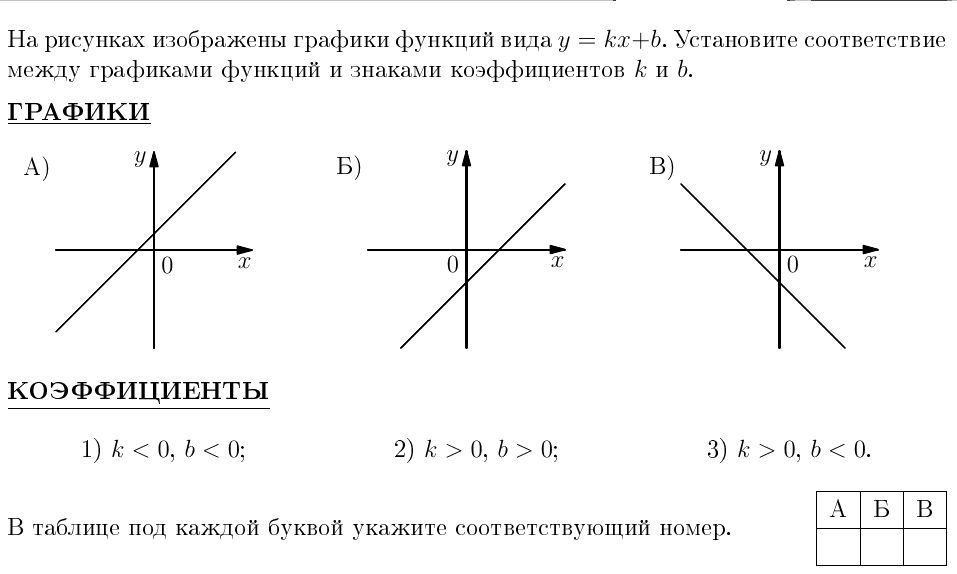 На рисунках изображены графики функций вида y = kx+b. Установите соответствие
между графиками функций и знаками коэффициентов k и b.
ГРАФИКИ
А) y 0 x
Б) y 0 x
В) y 0 x
КОЭФФИЦИЕНТЫ
1) k < 0, b < 0; 2) k > 0, b > 0; 3) k > 0, b < 0.
В таблице под каждой буквой укажите соответствующий номер.
А Б В